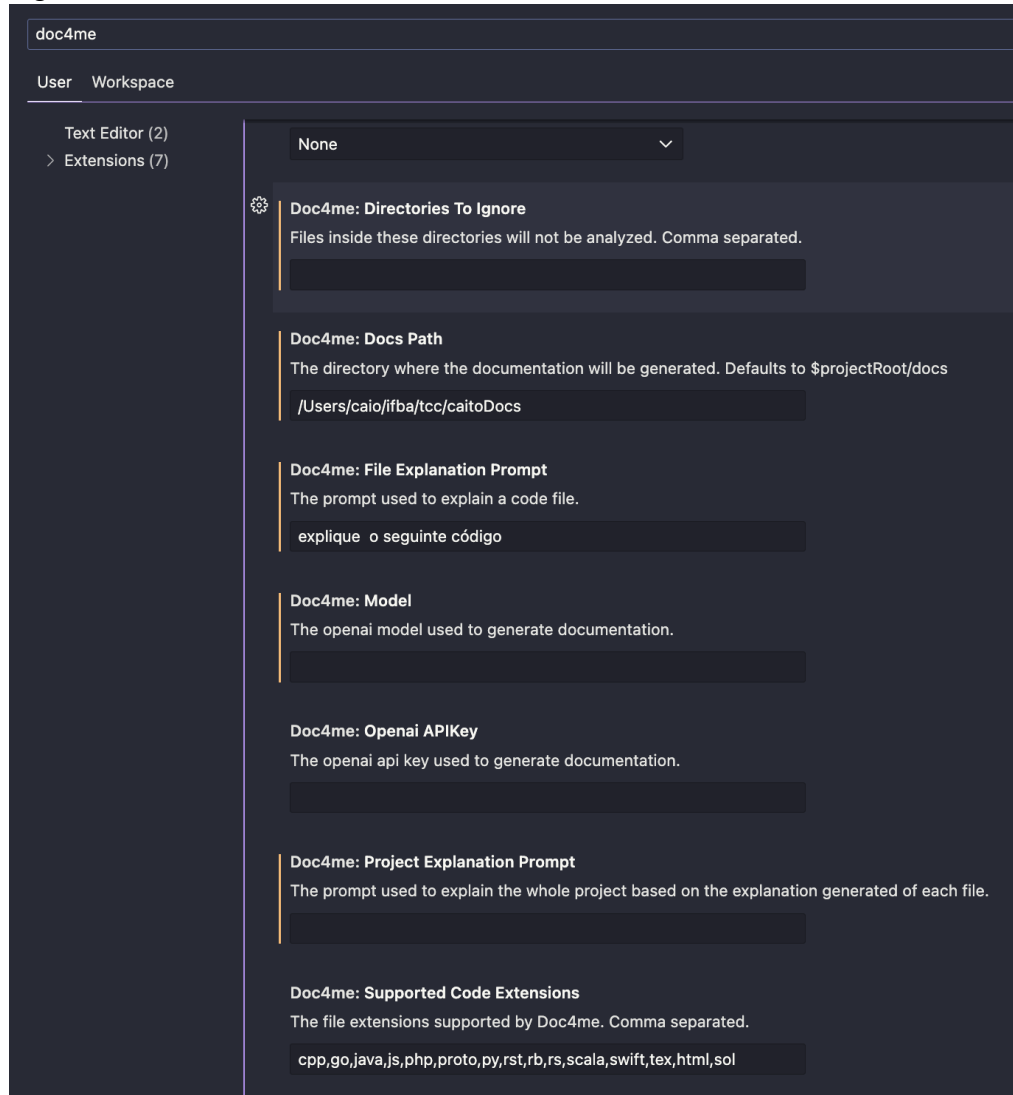 doc4me
User Workspace
Text Editor (2)
Extensions (7)
None
Doc4me: Directories To Ignore
Files inside these directories will not be analyzed. Comma separated.
Doc4me: Docs Path
The directory where the documentation will be generated. Defaults to $projectRoot/docs
/Users/caio/ifba/tcc/caitoDocs
Doc4me: File Explanation Prompt
The prompt used to explain a code file.
explique  o seguinte código
Doc4me: Model
The openai model used to generate documentation.
Doc4me: Openai APIKey
The openai api key used to generate documentation.
Doc4me: Project Explanation Prompt
The prompt used to explain the whole project based on the explanation generated of each file.
Doc4me: Supported Code Extensions
The file extensions supported by Doc4me. Comma separated.
cpp,go,java,js,php,proto,py,rst,rb,rs,scala,swift,tex,html,sol